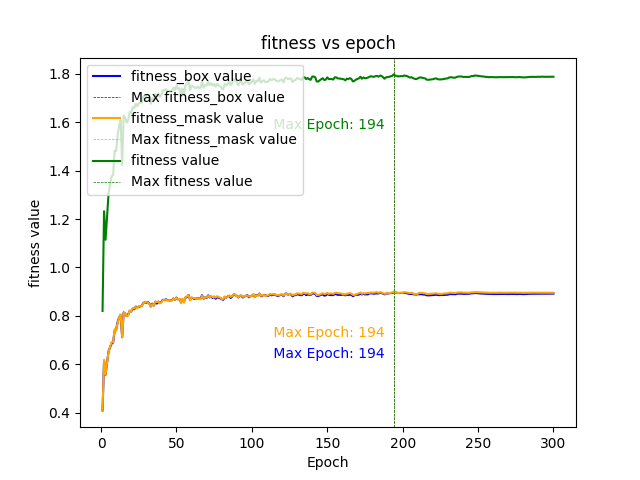 fitness vs epoch
fitness value
1.8
1.6
1.4
1.2
1.0
0.8
0.6
0.4
fitness_box value
Max fitness_box value
fitness_mask value
Max fitness_mask value
fitness value
Max fitness value
Max Epoch: 194
Max Epoch: 194
Max Epoch: 194
0 50 100 150 200 250 300
Epoch